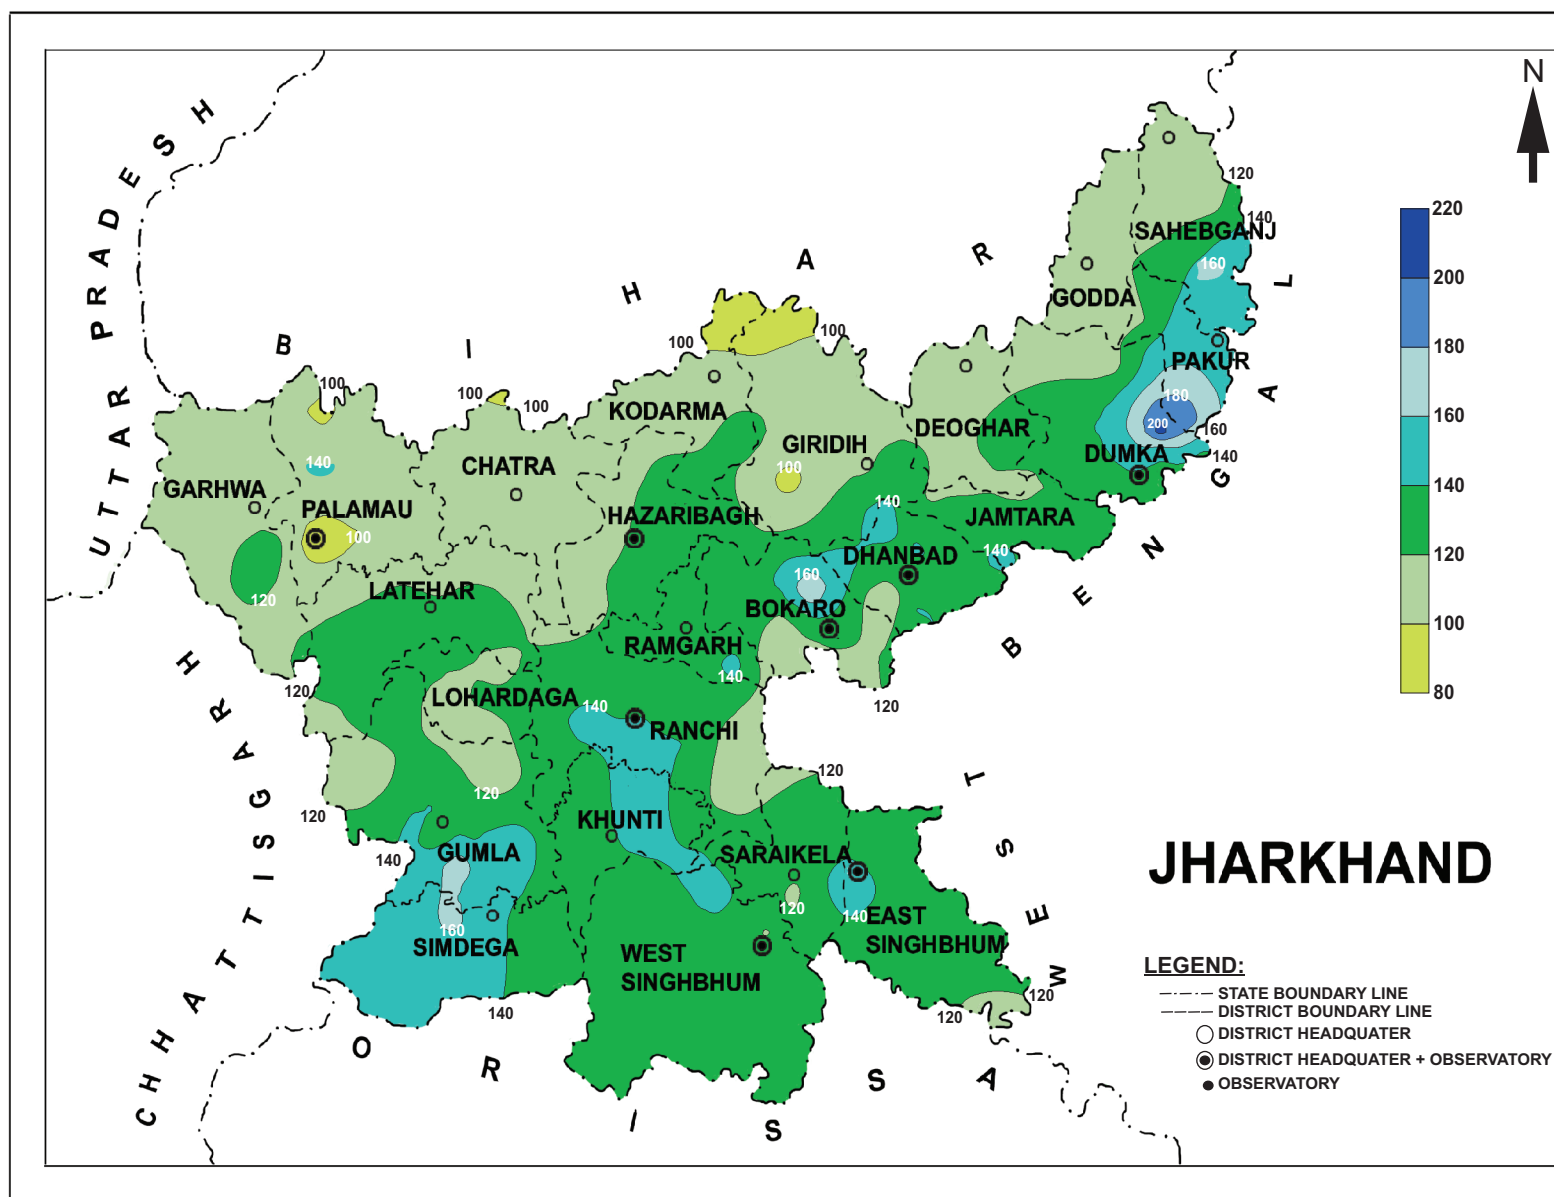 N
UTTAR PRADESH
BIHAR
WEST BENGAL
CHHATTISGARH
ORISSA
120
140
SAHEBGANJ
160
GODDA
100
100
PAKUR
100
100
100
KODARMA
180
200
160
140
GIRIDIH
DEOGHAR
DUMKA
140
CHATRA
100
GARHWA
PALAMAU
100
HAZARIBAGH
140
JAMTARA
DHANBAD
140
160
120
LATEHAR
BOKARO
RAMGARH
140
120
LOHARDAGA
140
120
RANCHI
120
120
120
KHUNTI
140
GUMLA
SARAIKELA
120
140
EAST
SINGHBHUM
160
SIMDEGA
WEST
SINGHBHUM
140
120
120
220
200
180
160
140
120
100
80
JHARKHAND
LEGEND:
STATE BOUNDARY LINE
DISTRICT BOUNDARY LINE
DISTRICT HEADQUATER
DISTRICT HEADQUATER + OBSERVATORY
OBSERVATORY